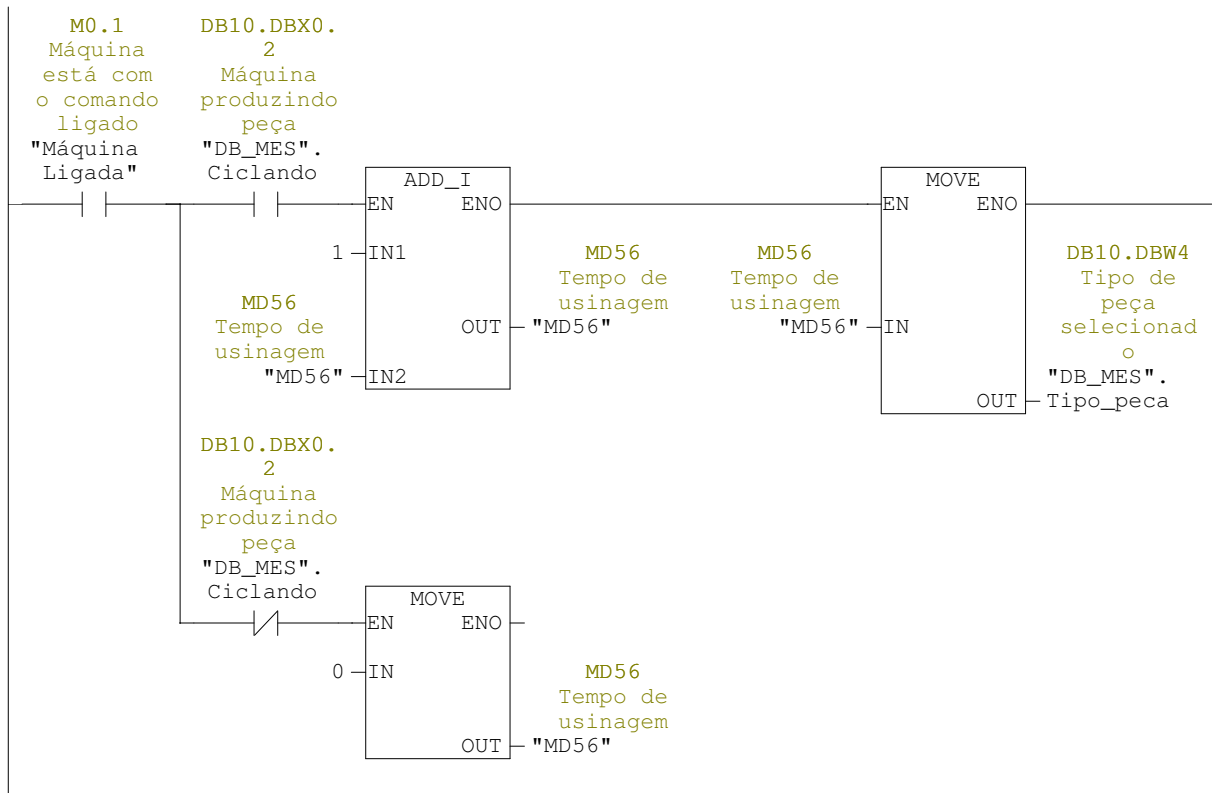 M0.1
Máquina
está com
o comando
ligado
"Máquina
Ligada"
DB10.DBX0.
2
Máquina
produzindo
peça
"DB_MES".
Ciclando
ADD_I
EN ENO
1 IN1
MD56
Tempo de
usinagem
"MD56" IN2
MD56
Tempo de
usinagem
OUT "MD56"
MOVE
EN ENO
MD56
Tempo de
usinagem
"MD56" IN
DB10.DBW4
Tipo de
peça
selecionad
o
"DB_MES".
OUT Tipo_peca
DB10.DBX0.
2
Máquina
produzindo
peça
"DB_MES".
Ciclando
MOVE
EN ENO
0 IN
MD56
Tempo de
usinagem
OUT "MD56"